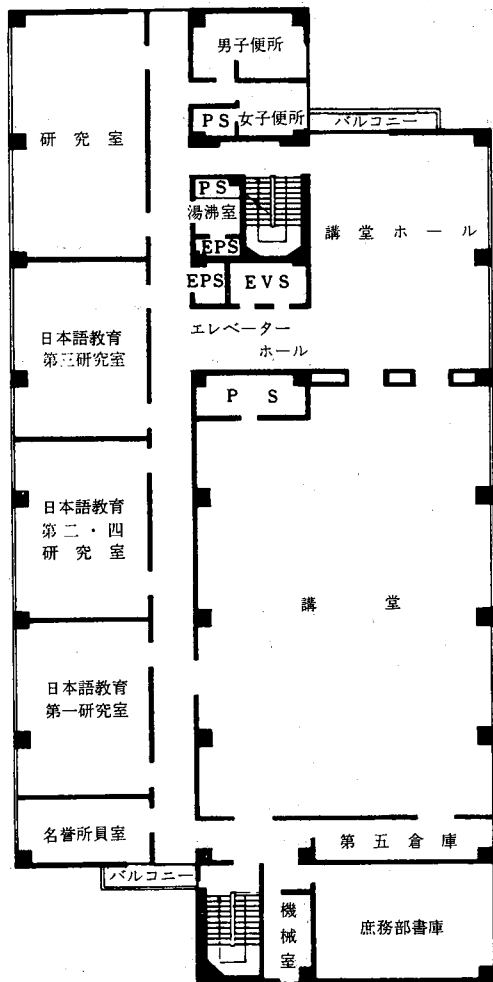 男子便所
PS
女子便所
バルコニー
研究室
PS
湯沸室
講堂ホール
EPS
EPS
EVS
エレベーター
ホール
日本語教育
第三研究室
PS
日本語教育
第二・四
研究室
講堂
日本語教育
第一研究室
名誉所員室
第五倉庫
バルコニー
機械室
庶務部書庫